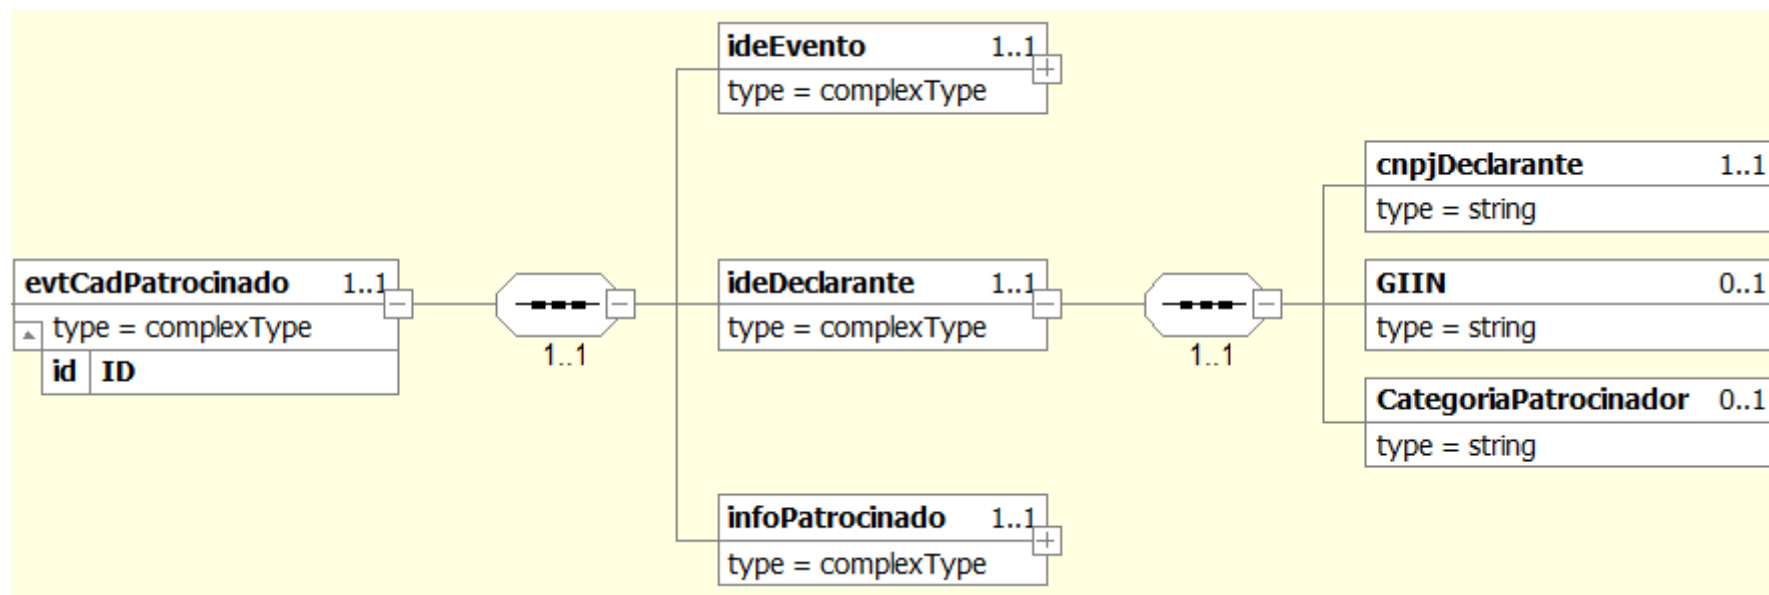 ideEvento 1..1
type = complexType
cnpjDeclarante 1..1
type = string
evtCadPatrocinado 1..1
type = complexType
id ID
1..1
ideDeclarante 1..1
type = complexType
1..1
GIIN 0..1
type = string
CategoriaPatrocinador 0..1
type = string
infoPatrocinado 1..1
type = complexType